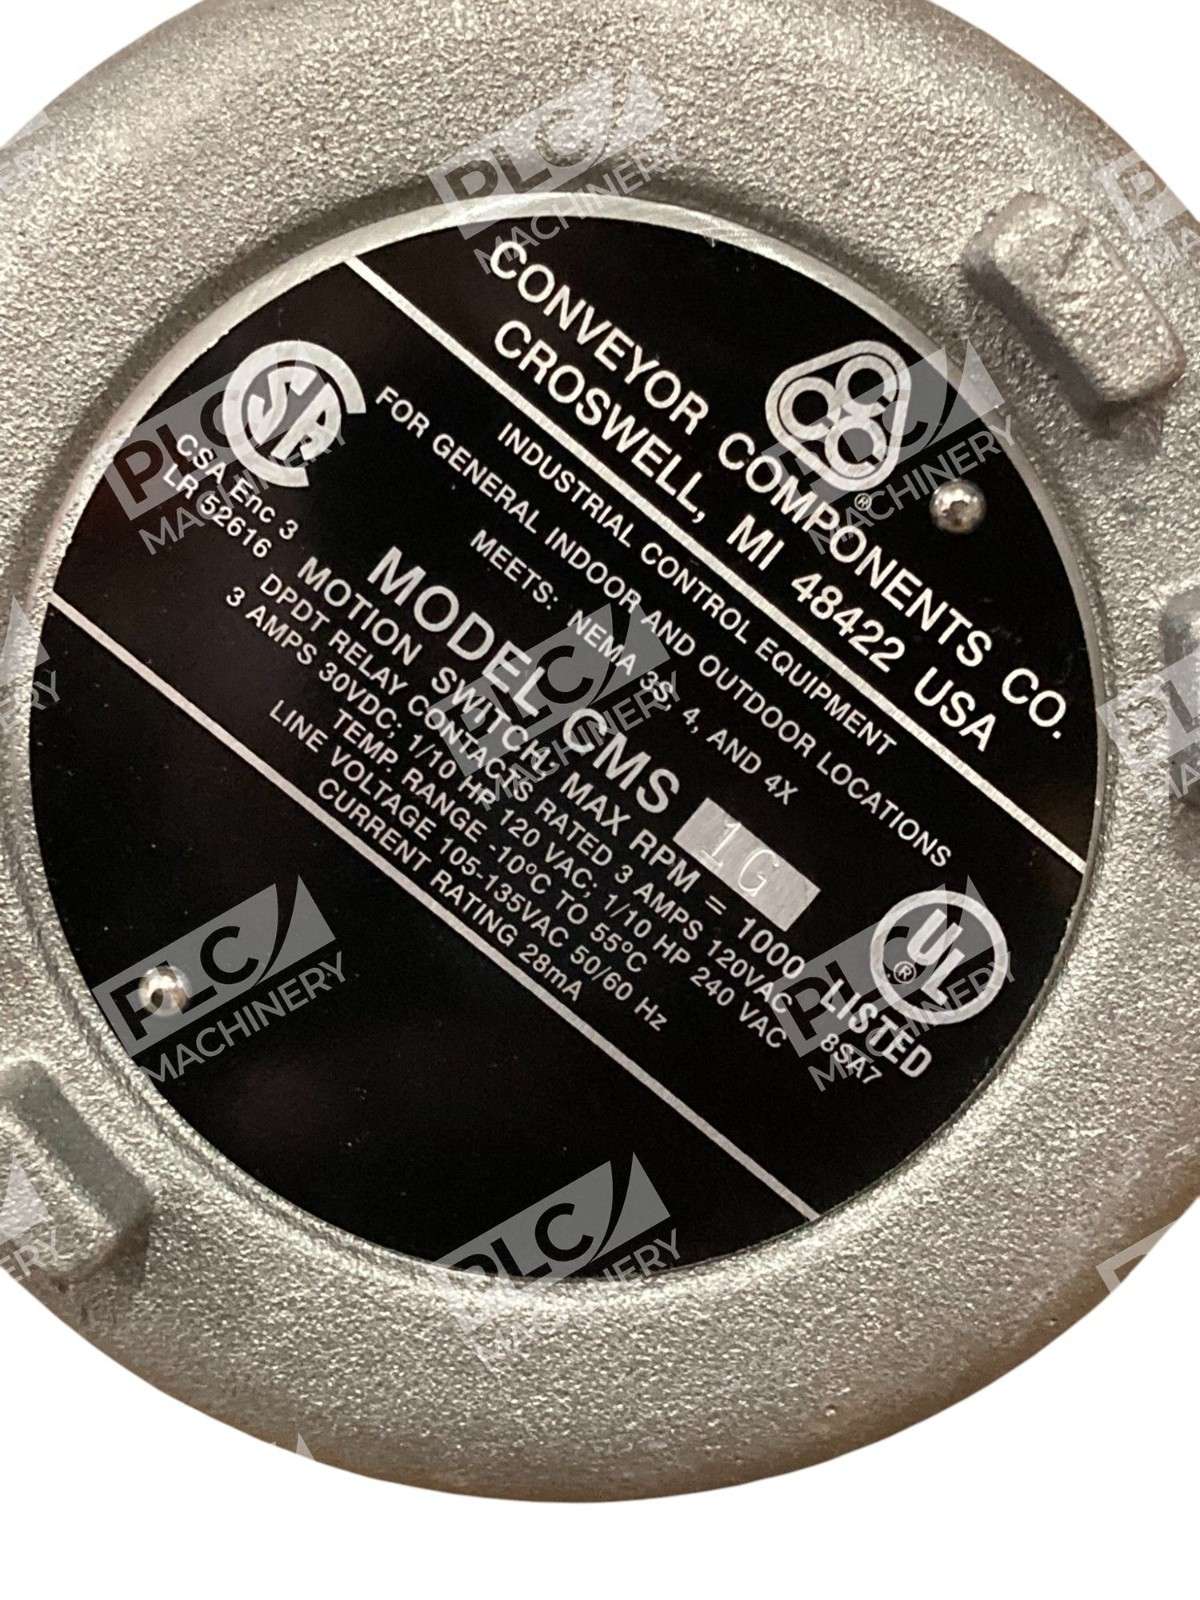 CONVEYOR COMPONENTS CO.
CROSWELL, MI 48422 USA
INDUSTRIAL CONTROL EQUIPMENT
FOR GENERAL INDOOR AND OUTDOOR LOCATIONS
MEETS: NEMA 3S, 4, AND 4X
CSA Enc 3
LR 52616
MODEL CMS 1G
MOTION SWITCH, MAX RPM = 1000
DPDT RELAY CONTACTS RATED 3 AMPS 120VAC
3 AMPS 30VDC; 1/10 HP 120 VAC; 1/10 HP 240 VAC
TEMP. RANGE -10°C TO 55°C
LINE VOLTAGE 105-135VAC 50/60 Hz
CURRENT RATING 28mA
UL
®
LISTED
8SA7
PLC
MACHINERY